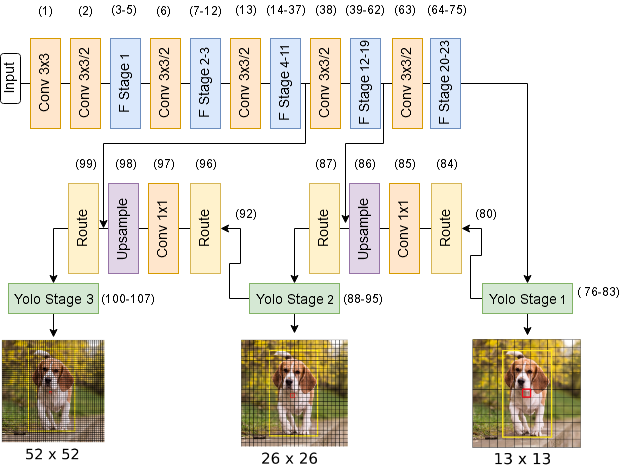 (1) (2) (3-5) (6) (7-12) (13) (14-37) (38) (39-62) (63) (64-75)
Input
Conv 3x3
Conv 3x3/2
F Stage 1
Conv 3x3/2
F Stage 2-3
Conv 3x3/2
F Stage 4-11
Conv 3x3/2
F Stage 12-19
Conv 3x3/2
F Stage 20-23
(99) (98) (97) (96) (87) (86) (85) (84)
Route
Upsample
Conv 1x1
Route
(92)
Route
Upsample
Conv 1x1
Route
(80)
Yolo Stage 3 (100-107)
Yolo Stage 2 (88-95)
Yolo Stage 1 ( 76-83)
52 x 52
26 x 26
13 x 13